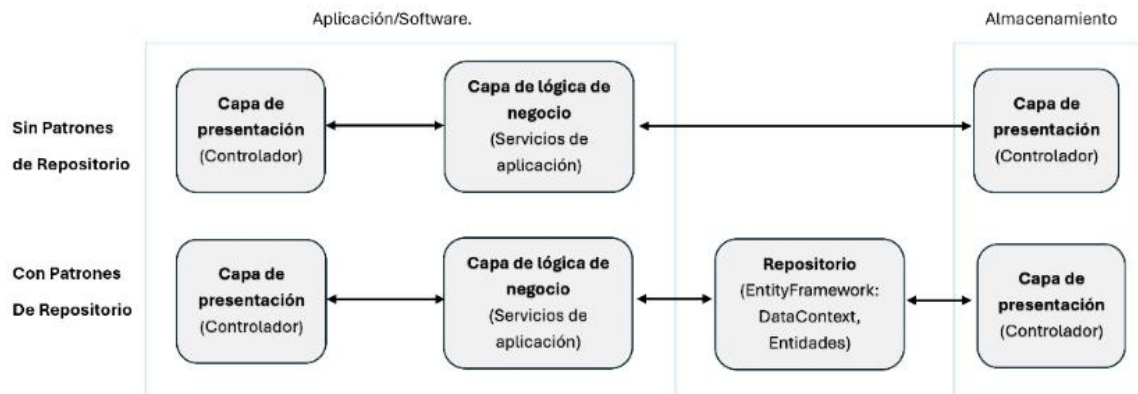 Aplicación/Software.
Almacenamiento
Sin Patrones
de Repositorio
Capa de
presentación
(Controlador)
Capa de lógica de
negocio
(Servicios de
aplicación)
Capa de
presentación
(Controlador)
Con Patrones
De Repositorio
Capa de
presentación
(Controlador)
Capa de lógica de
negocio
(Servicios de
aplicación)
Repositorio
(EntityFramework:
DataContext,
Entidades)
Capa de
presentación
(Controlador)